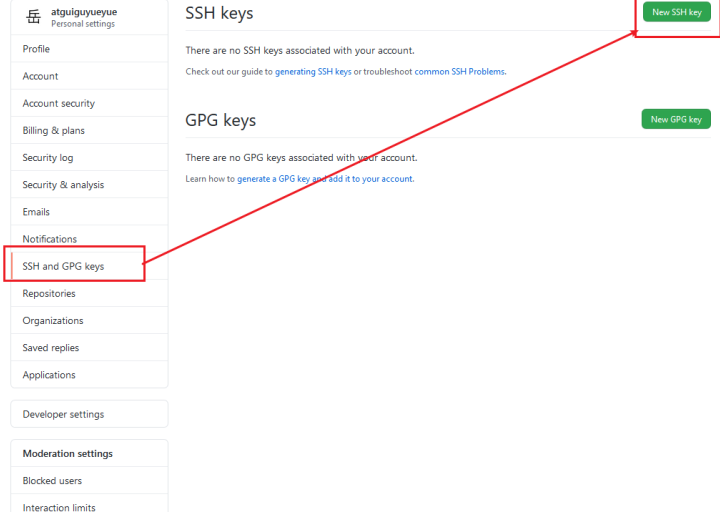 岳
atguiguyueyue
Personal settings
Profile
Account
Account security
Billing & plans
Security log
Security & analysis
Emails
Notifications
SSH and GPG keys
Repositories
Organizations
Saved replies
Applications
Developer settings
Moderation settings
Blocked users
Interaction limits
SSH keys
New SSH key
There are no SSH keys associated with your account.
Check out our guide to generating SSH keys or troubleshoot common SSH Problems.
GPG keys
New GPG key
There are no GPG keys associated with your account.
Learn how to generate a GPG key and add it to your account.